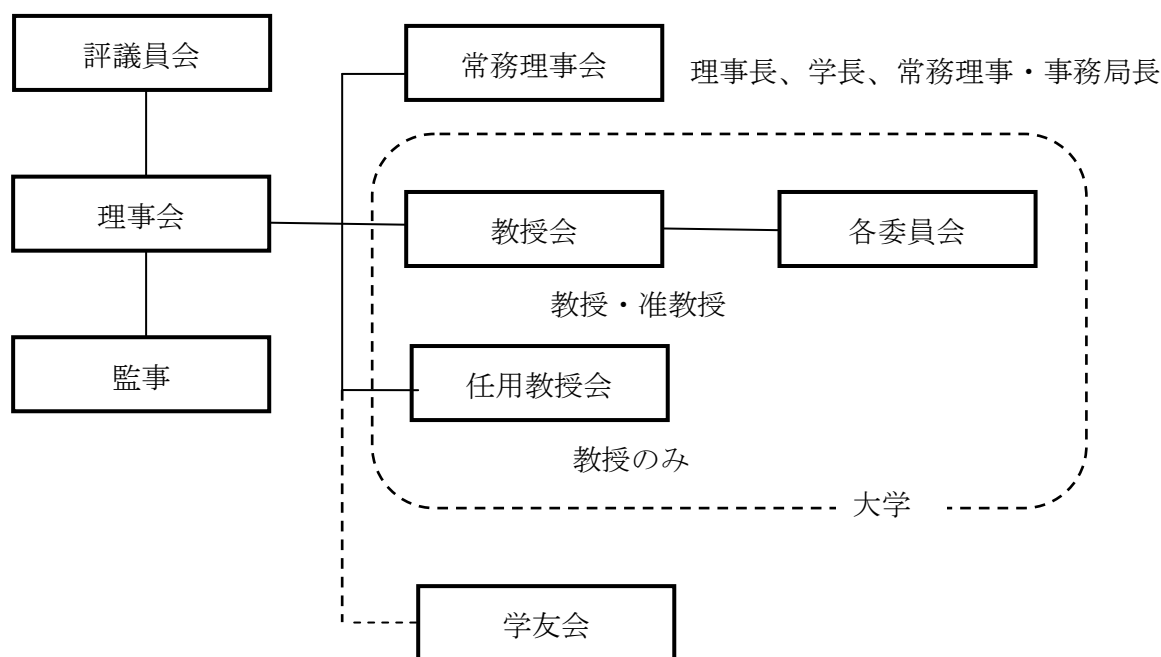 評議員会
常務理事会
理事長、学長、常務理事・事務局長
理事会
教授会
各委員会
教授・准教授
監事
任用教授会
教授のみ
大学
学友会